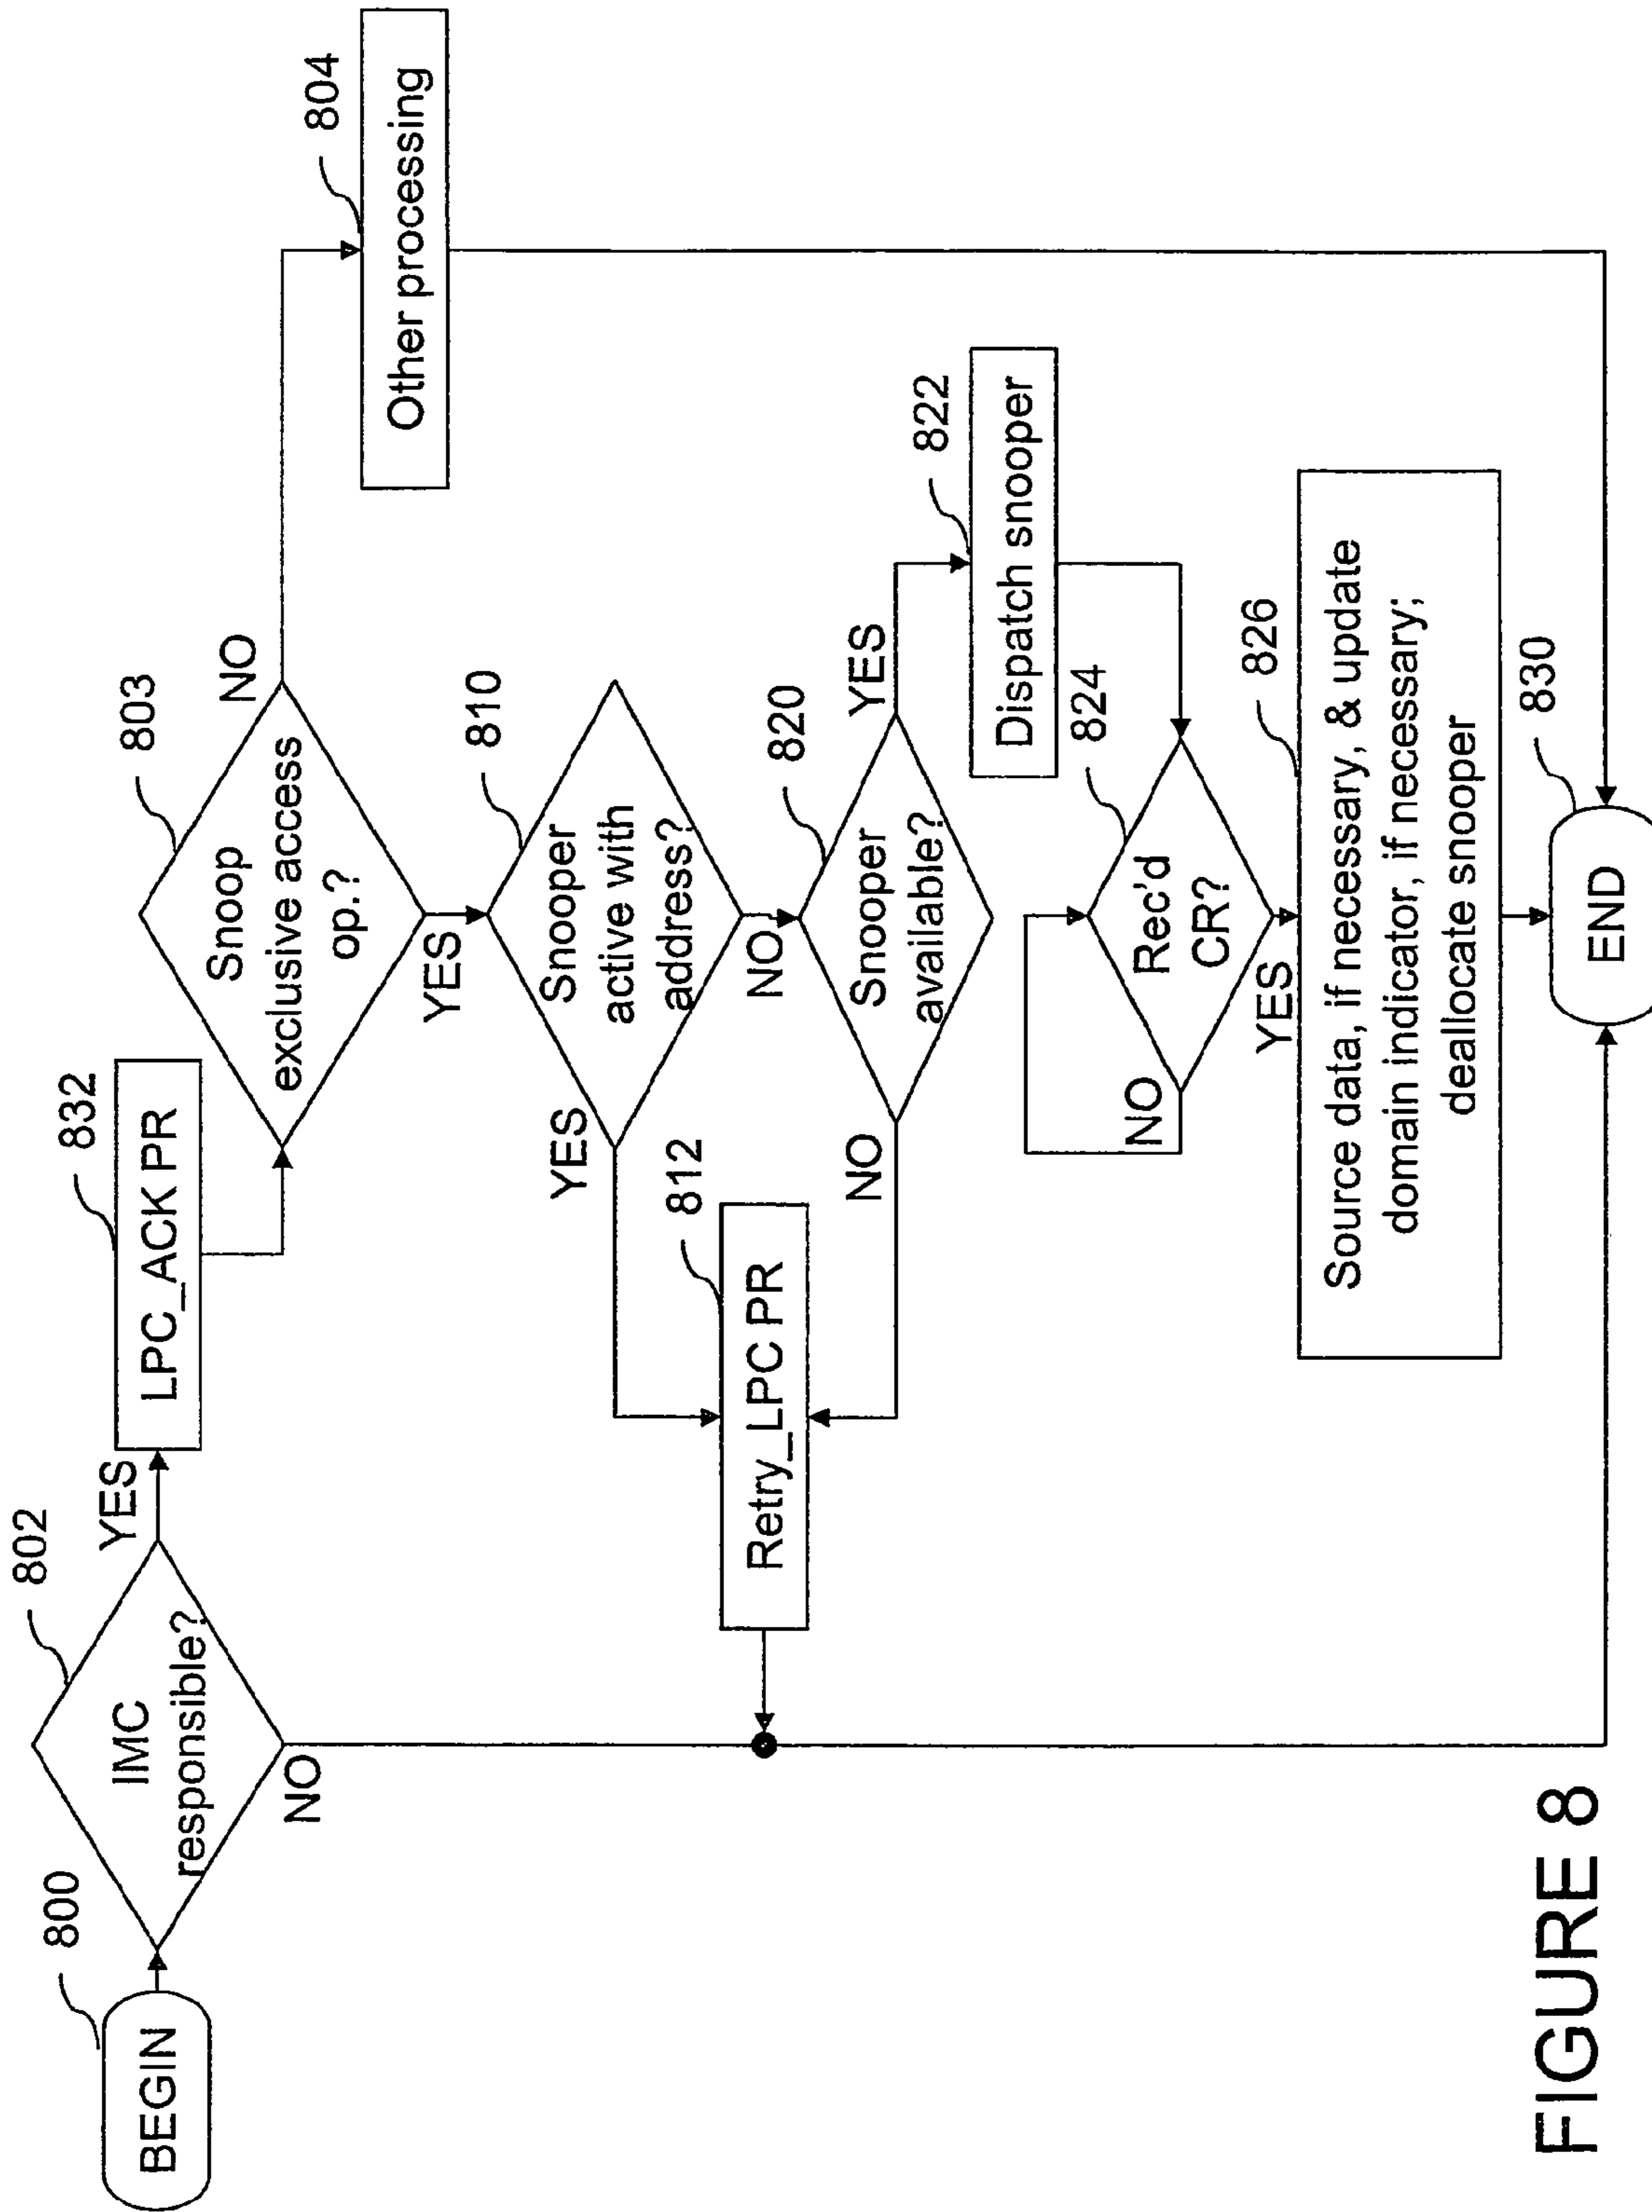 800
BEGIN
802
IMC
responsible?
YES
NO
832
LPC_ACK PR
803
Snoop
exclusive access
op.?
NO
YES
804
Other processing
810
Snooper
active with
address?
YES
NO
812
Retry_LPC PR
820
Snooper
available?
NO
YES
822
Dispatch snooper
824
Rec'd
CR?
NO
YES
826
Source data, if necessary, & update
domain indicator, if necessary;
deallocate snooper
830
END
FIGURE 8